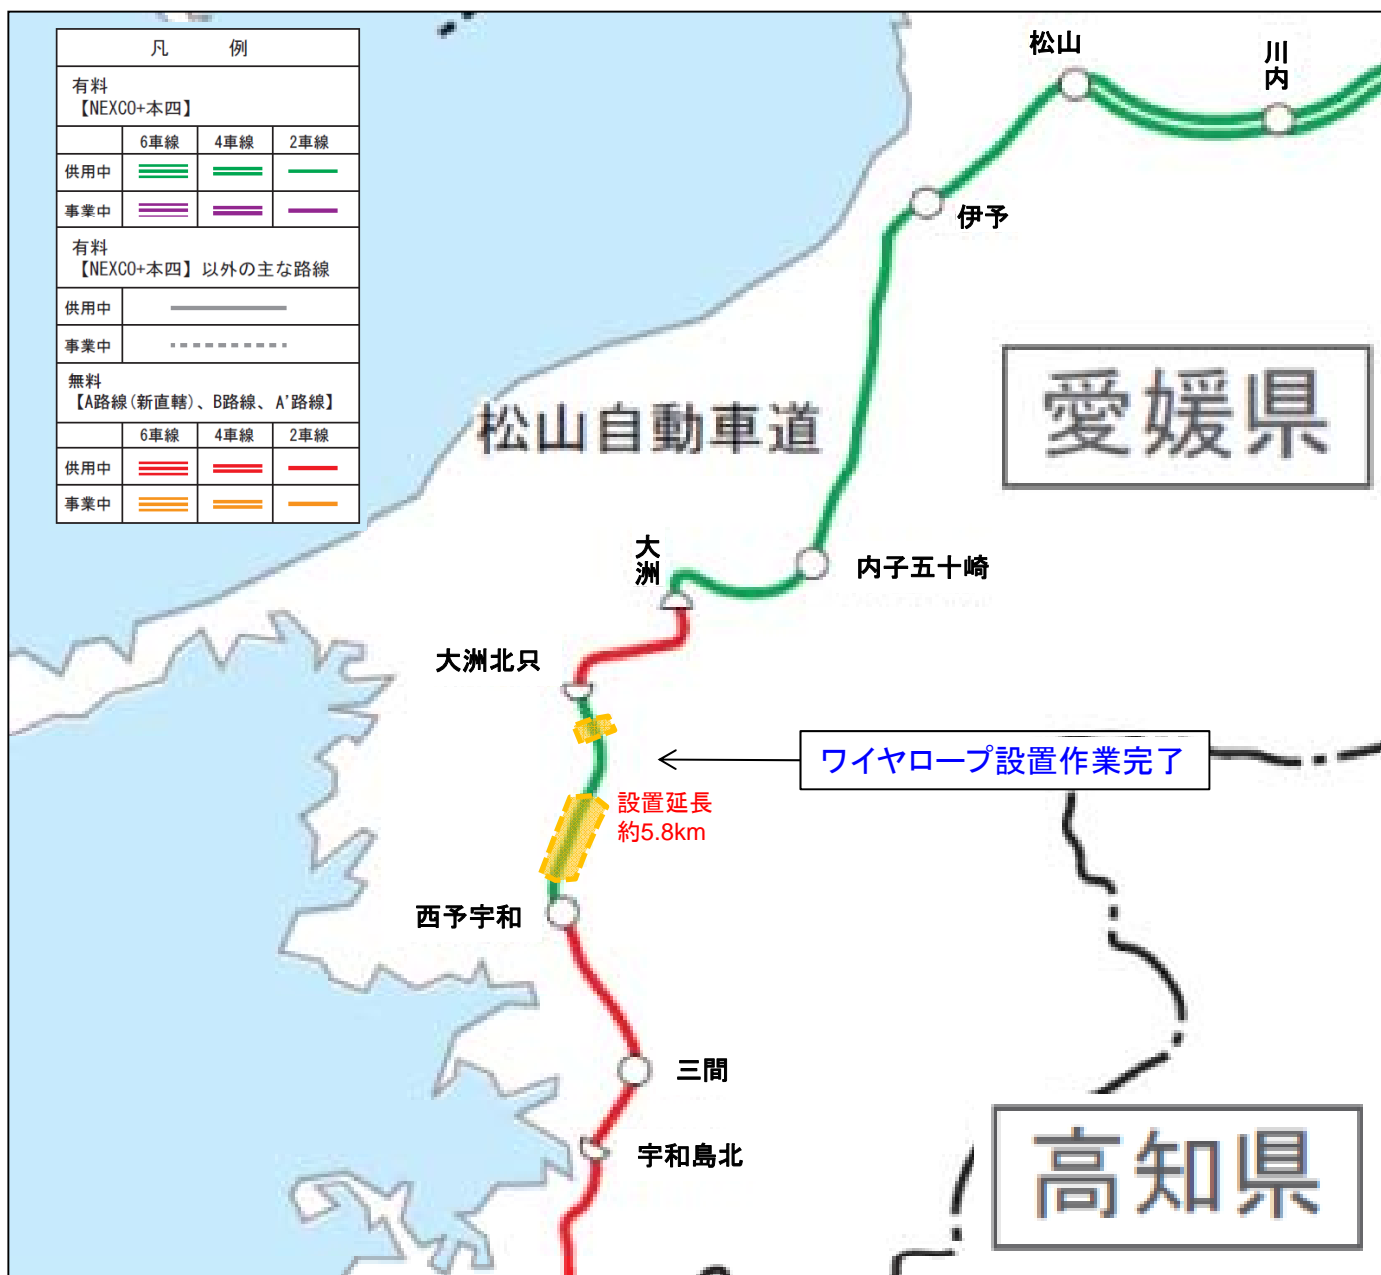 凡 例
有料
【NEXCO+本四】
6車線 4車線 2車線
供用中
事業中
有料
【NEXCO+本四】以外の主な路線
供用中
事業中
無料
【A路線(新直轄)、B路線、A'路線】
6車線 4車線 2車線
供用中
事業中
松山
川内
伊予
愛媛県
松山自動車道
大洲
内子五十崎
大洲北只
ワイヤロープ設置作業完了
設置延長
約5.8km
西予宇和
三間
宇和島北
高知県